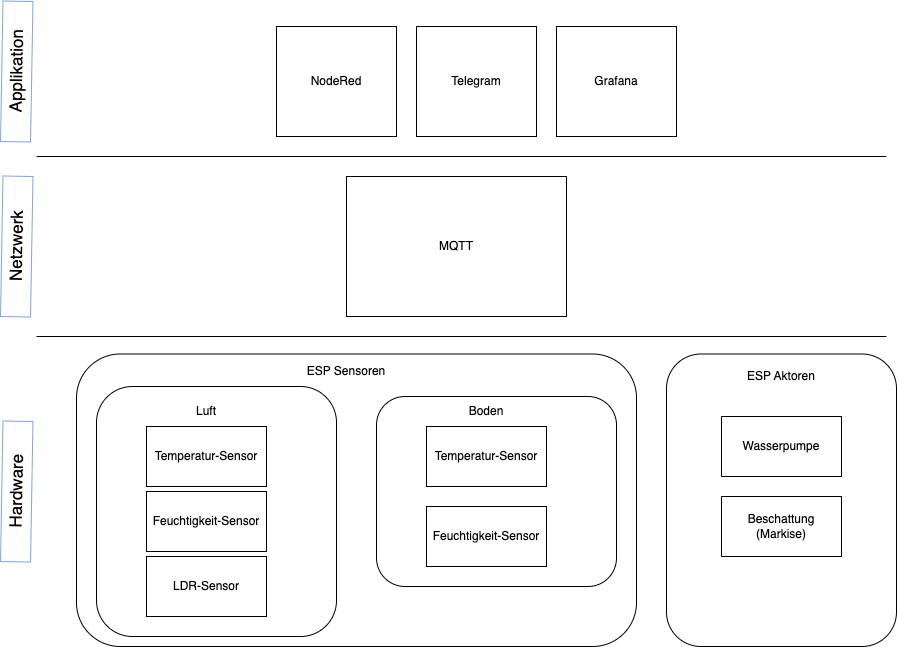 Applikation
NodeRed
Telegram
Grafana
Netzwerk
MQTT
Hardware
ESP Sensoren
Luft
Temperatur-Sensor
Feuchtigkeit-Sensor
LDR-Sensor
Boden
Temperatur-Sensor
Feuchtigkeit-Sensor
ESP Aktoren
Wasserpumpe
Beschattung
(Markise)